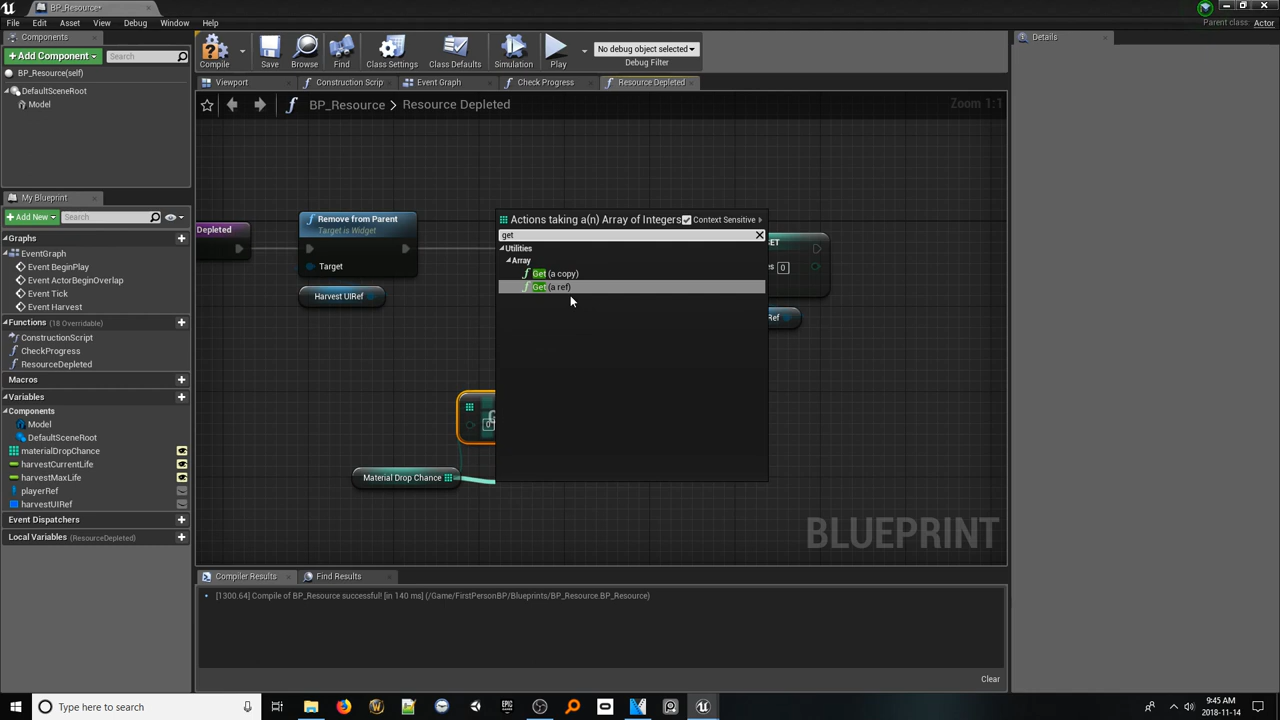 BP_Resource*
File Edit Asset View Debug Window Help
Parent class: Actor
Components
Add Component
Search
BP_Resource(self)
DefaultSceneRoot
Model
My Blueprint
Add New
Search
Graphs
EventGraph
Event BeginPlay
Event ActorBeginOverlap
Event Tick
Event Harvest
Functions (18 Overridable)
ConstructionScript
CheckProgress
ResourceDepleted
Macros
Variables
Components
Model
DefaultSceneRoot
materialDropChance
harvestCurrentLife
harvestMaxLife
playerRef
harvestUIRef
Event Dispatchers
Local Variables (ResourceDepleted)
Compile
Save
Browse
Find
Class Settings
Class Defaults
Simulation
Play
No debug object selected
Debug Filter
Viewport
Construction Scrip
Event Graph
Check Progress
Resource Depleted
BP_Resource > Resource Depleted
Zoom 1:1
Depleted
Remove from Parent
Target is Widget
Target
Harvest UIRef
Actions taking a(n) Array of Integers
Context Sensitive
get
Utilities
Array
Get (a copy)
Get (a ref)
0
0
Material Drop Chance
BLUEPRINT
Details
Compiler Results
Find Results
[1300.64] Compile of BP_Resource successful! [in 140 ms] (/Game/FirstPersonBP/Blueprints/BP_Resource.BP_Resource)
Clear
Type here to search
9:45 AM
2018-11-14